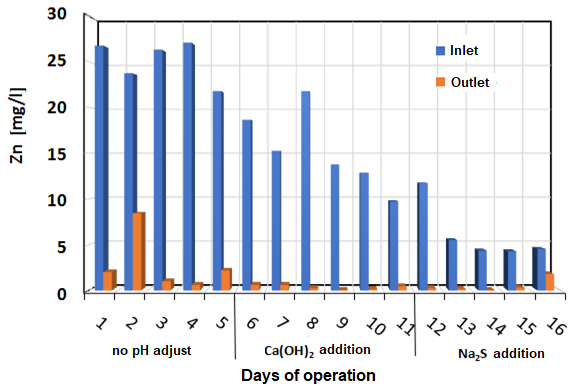 30
25
20
15
10
5
0
Zn [mg/l]
Inlet
Outlet
1 2 3 4 5 6 7 8 9 10 11 12 13 14 15 16
no pH adjust Ca(OH)₂ addition Na₂S addition
Days of operation